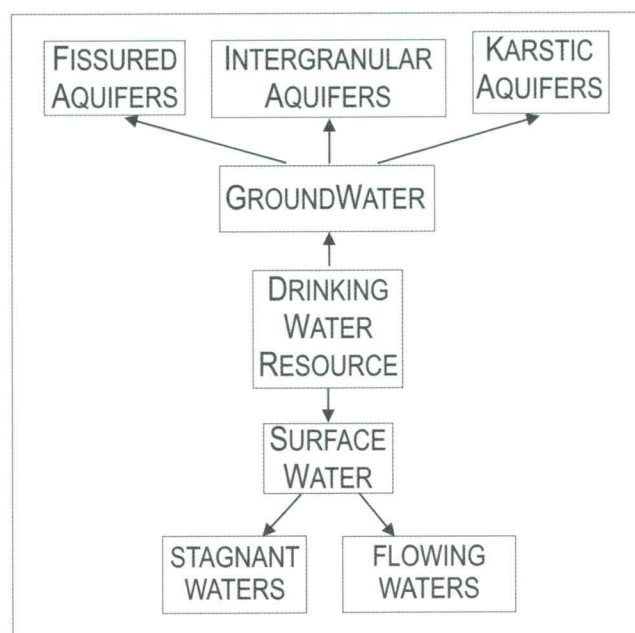 FISSURED
AQUIFERS
INTERGRANULAR
AQUIFERS
KARSTIC
AQUIFERS
GROUNDWATER
DRINKING
WATER
RESOURCE
SURFACE
WATER
STAGNANT
WATERS
FLOWING
WATERS